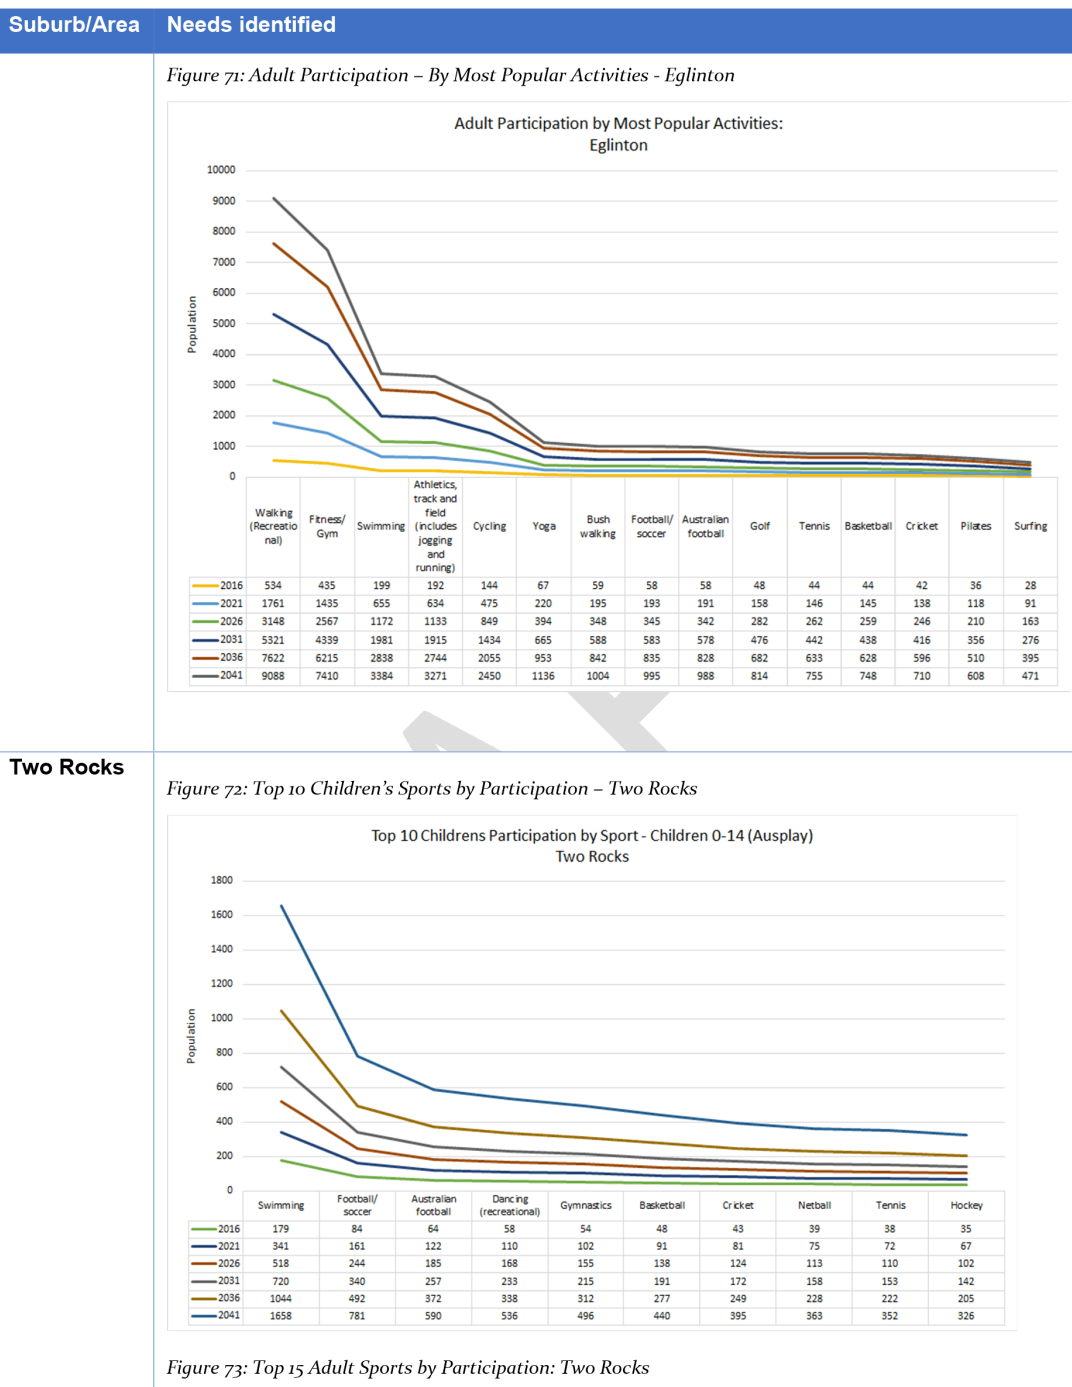 Suburb/Area Needs identified
Figure 71: Adult Participation – By Most Popular Activities - Eglinton
Adult Participation by Most Popular Activities:
Eglinton
10000
9000
8000
7000
6000
5000
4000
3000
2000
1000
0
Population
Walking (Recreatio nal) Fitness/ Gym Swimming Athletics, track and field (includes jogging and running) Cycling Yoga Bush walking Football/ soccer Australian football Golf Tennis Basketball Cricket Pilates Surfing
2016 534 435 199 192 144 67 59 58 58 48 44 44 42 36 28
2021 1761 1435 655 634 475 220 195 193 191 158 146 145 138 118 91
2026 3148 2567 1172 1133 849 394 348 345 342 282 262 259 246 210 163
2031 5321 4339 1981 1915 1434 665 588 583 578 476 442 438 416 356 276
2036 7622 6215 2838 2744 2055 953 842 835 828 682 633 628 596 510 395
2041 9088 7410 3384 3271 2450 1136 1004 995 988 814 755 748 710 608 471
Two Rocks
Figure 72: Top 10 Children's Sports by Participation – Two Rocks
Top 10 Childrens Participation by Sport - Children 0-14 (Ausplay)
Two Rocks
1800
1600
1400
1200
1000
800
600
400
200
0
Population
Swimming Football/ soccer Australian football Dancing (recreational) Gymnastics Basketball Cricket Netball Tennis Hockey
2016 179 84 64 58 54 48 43 39 38 35
2021 341 161 122 110 102 91 81 75 72 67
2026 518 244 185 168 155 138 124 113 110 102
2031 720 340 257 233 215 191 172 158 153 142
2036 1044 492 372 338 312 277 249 228 222 205
2041 1658 781 590 536 496 440 395 363 352 326
Figure 73: Top 15 Adult Sports by Participation: Two Rocks